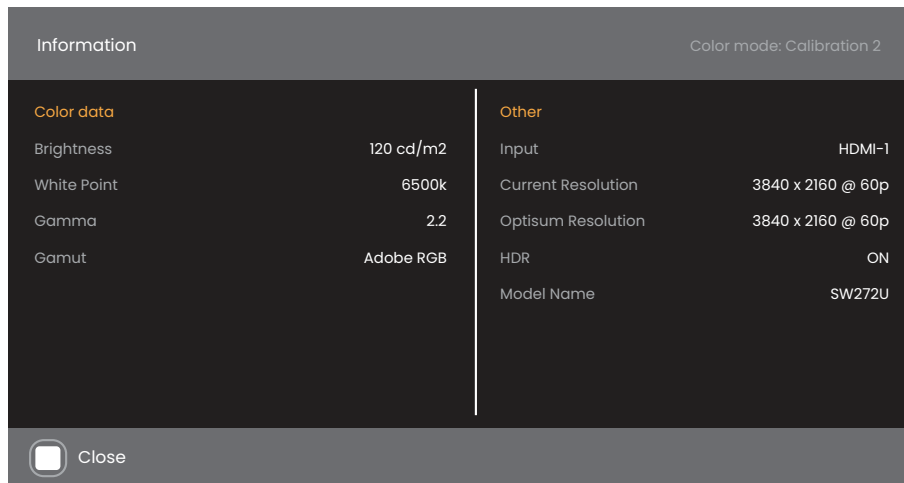 Information
Color mode: Calibration 2
Color data
Brightness 120 cd/m2
White Point 6500k
Gamma 2.2
Gamut Adobe RGB
Other
Input HDMI-1
Current Resolution 3840 x 2160 @ 60p
Optisum Resolution 3840 x 2160 @ 60p
HDR ON
Model Name SW272U
Close